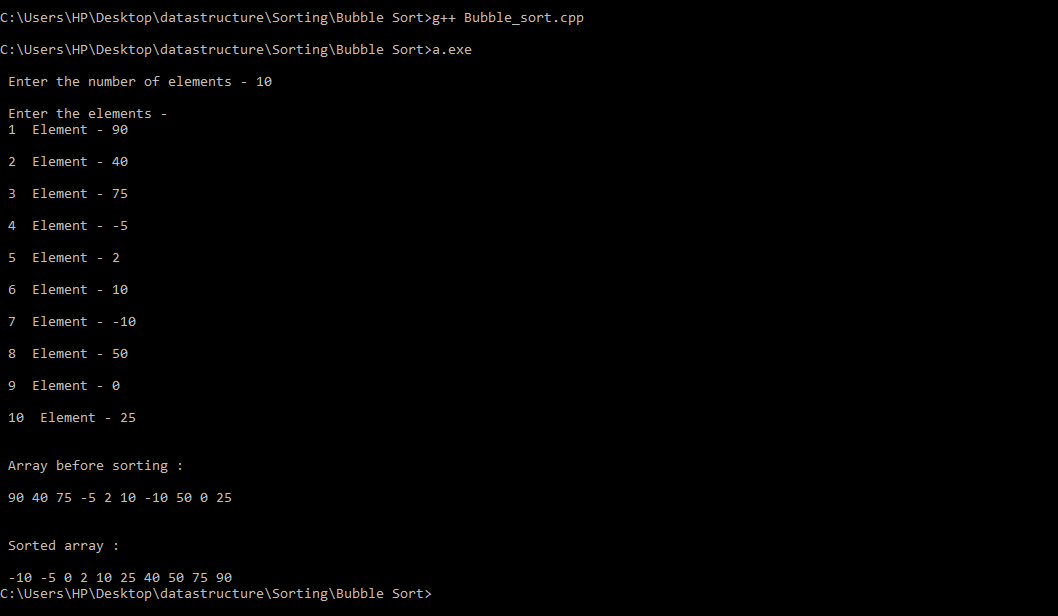 C:\Users\HP\Desktop\datastructure\Sorting\Bubble Sort>g++ Bubble_sort.cpp
C:\Users\HP\Desktop\datastructure\Sorting\Bubble Sort>a.exe
Enter the number of elements - 10
Enter the elements -
1  Element - 90
2  Element - 40
3  Element - 75
4  Element - -5
5  Element - 2
6  Element - 10
7  Element - -10
8  Element - 50
9  Element - 0
10  Element - 25
Array before sorting :
90 40 75 -5 2 10 -10 50 0 25
Sorted array :
-10 -5 0 2 10 25 40 50 75 90
C:\Users\HP\Desktop\datastructure\Sorting\Bubble Sort>